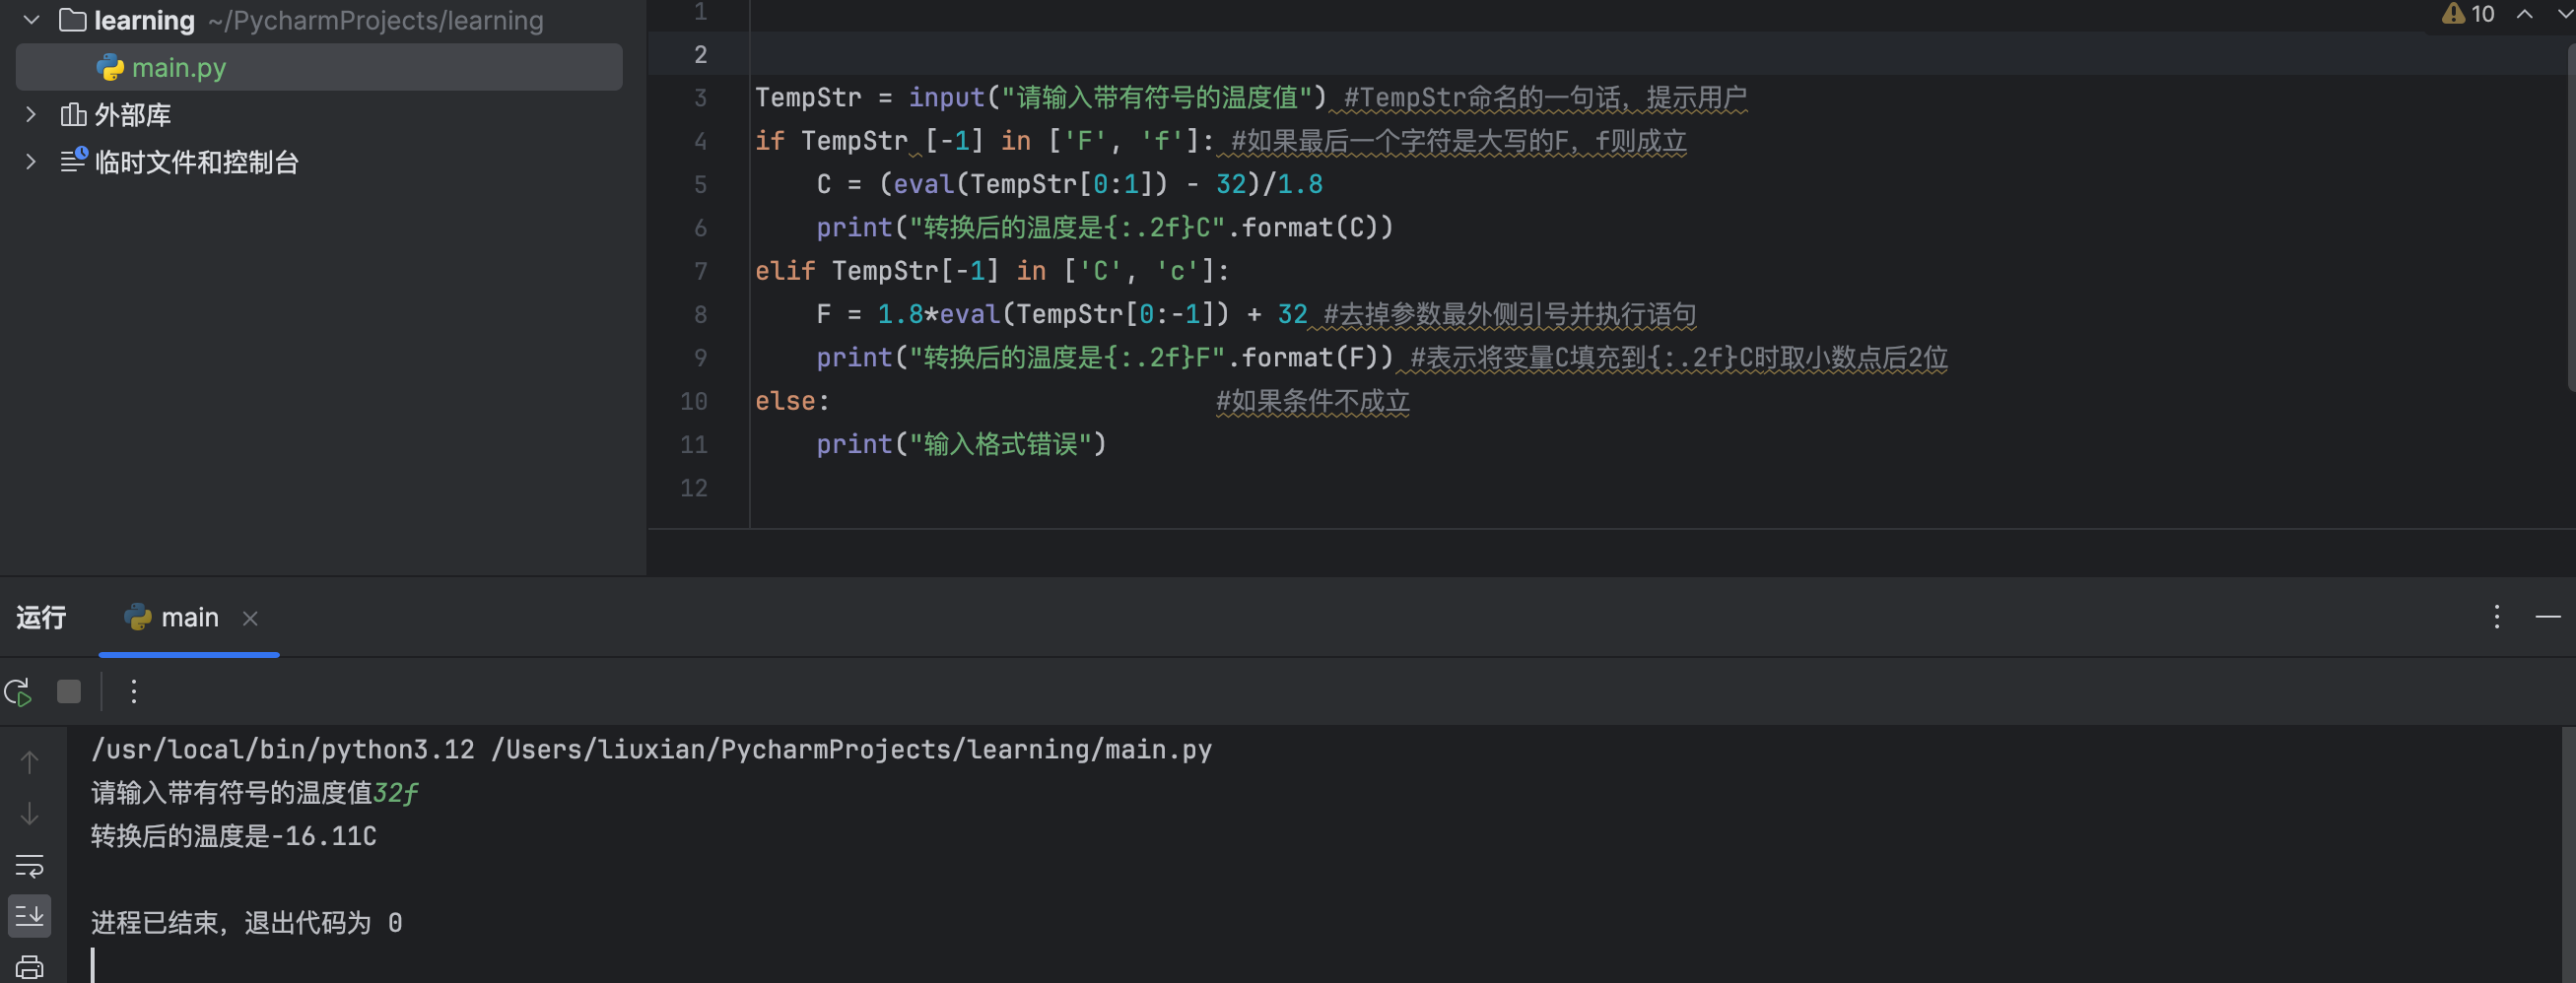 learning ~/PycharmProjects/learning
main.py
外部库
临时文件和控制台
10
1
2
3 TempStr = input("请输入带有符号的温度值") #TempStr命名的一句话，提示用户
4 if TempStr [-1] in ['F', 'f']: #如果最后一个字符是大写的F，f则成立
5     C = (eval(TempStr[0:1]) - 32)/1.8
6     print("转换后的温度是{:.2f}C".format(C))
7 elif TempStr[-1] in ['C', 'c']:
8     F = 1.8*eval(TempStr[0:-1]) + 32 #去掉参数最外侧引号并执行语句
9     print("转换后的温度是{:.2f}F".format(F)) #表示将变量C填充到{:.2f}C时取小数点后2位
10 else:                         #如果条件不成立
11     print("输入格式错误")
12
运行 main
/usr/local/bin/python3.12 /Users/liuxian/PycharmProjects/learning/main.py
请输入带有符号的温度值32f
转换后的温度是-16.11C
进程已结束，退出代码为 0